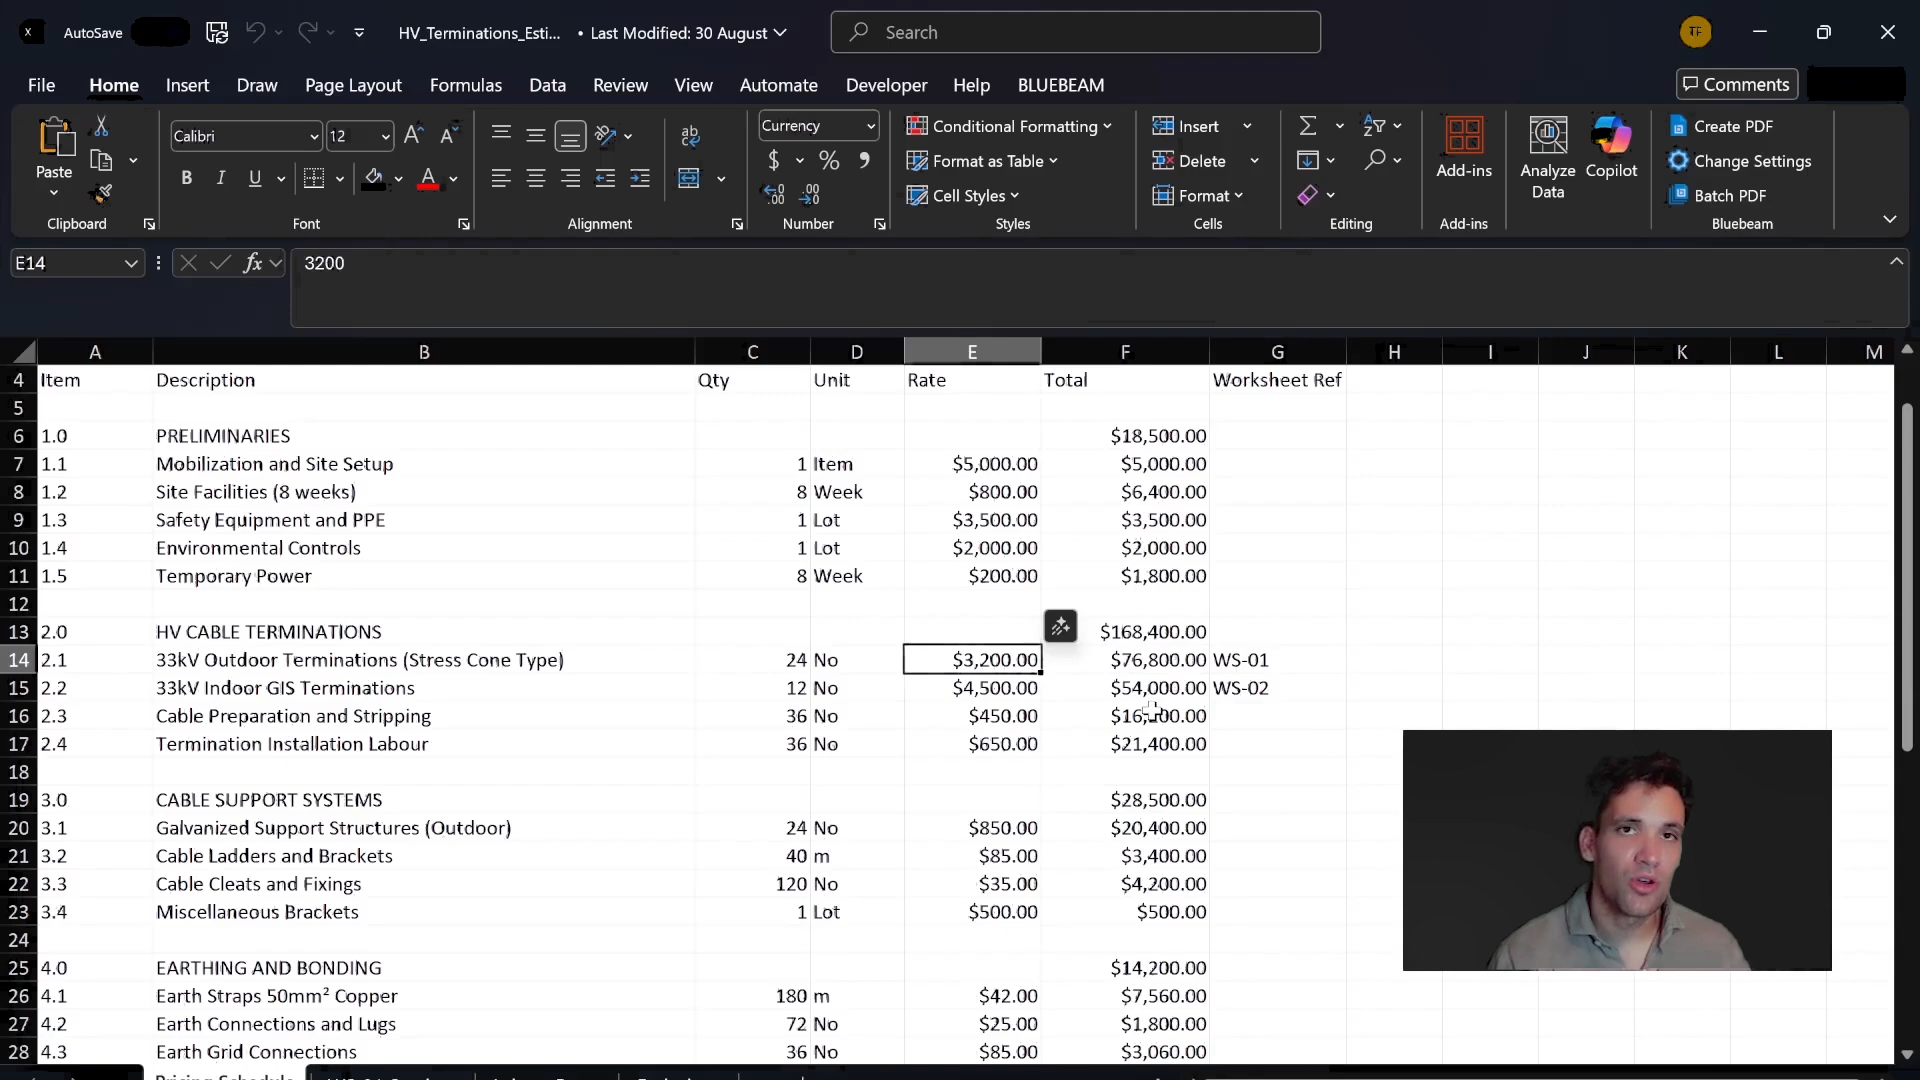 AutoSave HV_Terminations_Esti... • Last Modified: 30 August Search TF
File Home Insert Draw Page Layout Formulas Data Review View Automate Developer Help BLUEBEAM Comments
Paste Calibri 12 Currency Conditional Formatting Insert Create PDF
B I U $ % Format as Table Delete Add-ins Analyze Data Copilot Change Settings
Cell Styles Format Batch PDF
Clipboard Font Alignment Number Styles Cells Editing Add-ins Bluebeam
E14 fx 3200
A B C D E F G H I J K L M
4 Item Description Qty Unit Rate Total Worksheet Ref
5
6 1.0 PRELIMINARIES $18,500.00
7 1.1 Mobilization and Site Setup 1 Item $5,000.00 $5,000.00
8 1.2 Site Facilities (8 weeks) 8 Week $800.00 $6,400.00
9 1.3 Safety Equipment and PPE 1 Lot $3,500.00 $3,500.00
10 1.4 Environmental Controls 1 Lot $2,000.00 $2,000.00
11 1.5 Temporary Power 8 Week $200.00 $1,800.00
12
13 2.0 HV CABLE TERMINATIONS $168,400.00
14 2.1 33kV Outdoor Terminations (Stress Cone Type) 24 No $3,200.00 $76,800.00 WS-01
15 2.2 33kV Indoor GIS Terminations 12 No $4,500.00 $54,000.00 WS-02
16 2.3 Cable Preparation and Stripping 36 No $450.00
17 2.4 Termination Installation Labour 36 No $650.00 $21,400.00
18
19 3.0 CABLE SUPPORT SYSTEMS $28,500.00
20 3.1 Galvanized Support Structures (Outdoor) 24 No $850.00 $20,400.00
21 3.2 Cable Ladders and Brackets 40 m $85.00 $3,400.00
22 3.3 Cable Cleats and Fixings 120 No $35.00 $4,200.00
23 3.4 Miscellaneous Brackets 1 Lot $500.00 $500.00
24
25 4.0 EARTHING AND BONDING $14,200.00
26 4.1 Earth Straps 50mm² Copper 180 m $42.00 $7,560.00
27 4.2 Earth Connections and Lugs 72 No $25.00 $1,800.00
28 4.3 Earth Grid Connections 36 No $85.00 $3,060.00
Pricing Schedule